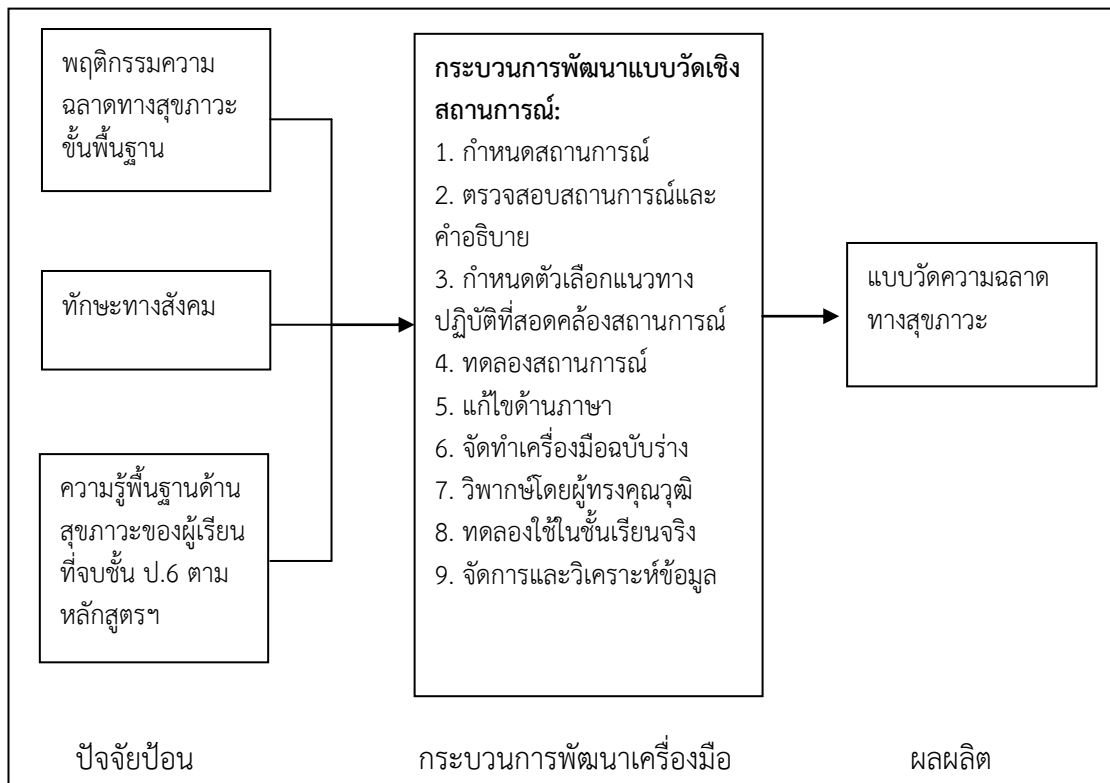 พฤติกรรมความ
ฉลาดทางสุขภาวะ
ขั้นพื้นฐาน
ทักษะทางสังคม
ความรู้พื้นฐานด้าน
สุขภาวะของผู้เรียน
ที่จบชั้น ป.6 ตาม
หลักสูตรฯ
กระบวนการพัฒนาแบบวัดเชิง
สถานการณ์:
1. กำหนดสถานการณ์
2. ตรวจสอบสถานการณ์และ
คำอธิบาย
3. กำหนดตัวเลือกแนวทาง
ปฏิบัติที่สอดคล้องสถานการณ์
4. ทดลองสถานการณ์
5. แก้ไขด้านภาษา
6. จัดทำเครื่องมือฉบับร่าง
7. วิพากษ์โดยผู้ทรงคุณวุฒิ
8. ทดลองใช้ในชั้นเรียนจริง
9. จัดการและวิเคราะห์ข้อมูล
แบบวัดความฉลาด
ทางสุขภาวะ
ปัจจัยป้อน กระบวนการพัฒนาเครื่องมือ ผลผลิต